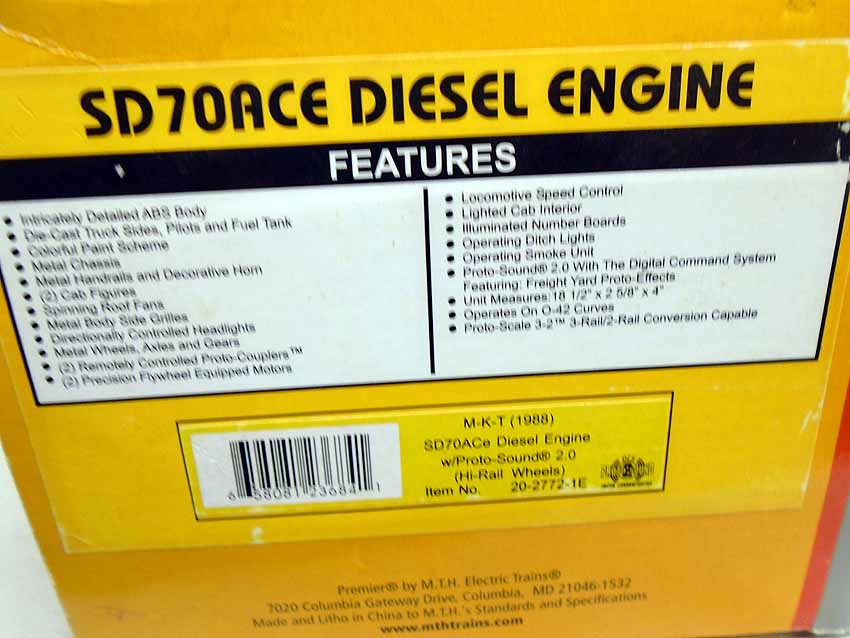 SD70ACE DIESEL ENGINE
FEATURES
• Intricately Detailed ABS Body
• Die-Cast Truck Sides, Pilots and Fuel Tank
• Colorful Paint Scheme
• Metal Chassis
• Metal Handrails and Decorative Horn
• (2) Cab Figures
• Spinning Roof Fans
• Metal Body Side Grilles
• Directionally Controlled Headlights
• Metal Wheels, Axles and Gears
• (2) Remotely Controlled Proto-Couplers™
• (2) Precision Flywheel Equipped Motors
• Locomotive Speed Control
• Lighted Cab Interior
• Illuminated Number Boards
• Operating Ditch Lights
• Operating Smoke Unit
• Proto-Sound® 2.0 With The Digital Command System
Featuring: Freight Yard Proto-Effects
• Unit Measures:18 1/2" x 2 5/8" x 4"
• Operates On O-42 Curves
• Proto-Scale 3-2™ 3-Rail/2-Rail Conversion Capable
M-K-T (1988)
SD70ACe Diesel Engine
w/Proto-Sound® 2.0
(Hi-Rail Wheels)
Item No. 20-2772-1E
6 58081 23684 1
Premier® by M.T.H. Electric Trains®
7020 Columbia Gateway Drive, Columbia, MD 21046-1532
Made and Litho in China to M.T.H.'s Standards and Specifications
www.mthtrains.com